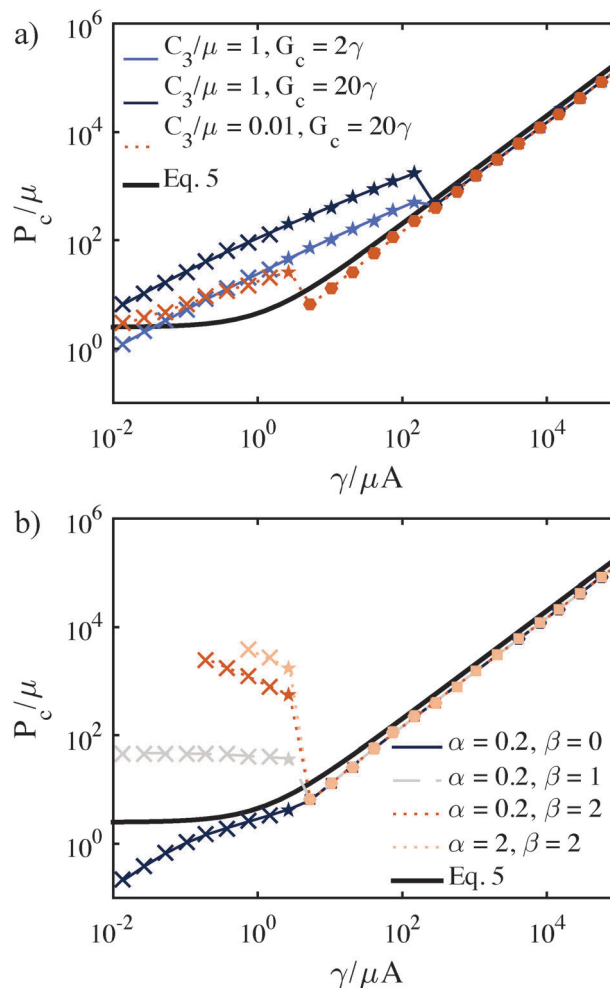 a)
10^6
10^4
10^2
10^0
P_c/μ
C_3/μ = 1, G_c = 2γ
C_3/μ = 1, G_c = 20γ
C_3/μ = 0.01, G_c = 20γ
Eq. 5
10^-2 10^0 10^2 10^4
γ/μA
b)
10^6
10^4
10^2
10^0
P_c/μ
α = 0.2, β = 0
α = 0.2, β = 1
α = 0.2, β = 2
α = 2, β = 2
Eq. 5
10^-2 10^0 10^2 10^4
γ/μA